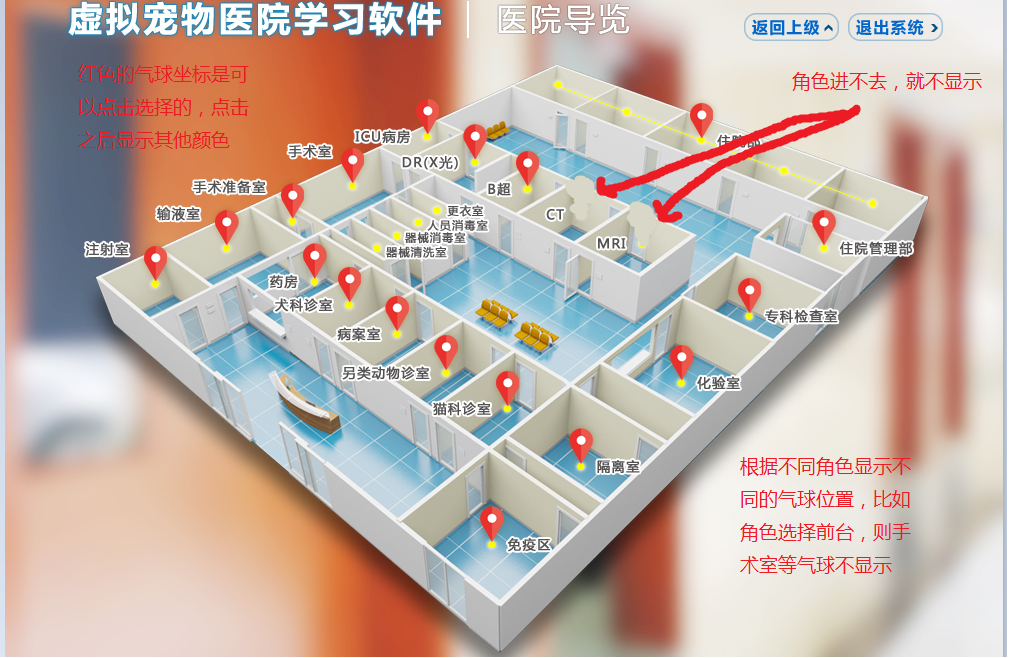 虚拟宠物医院学习软件
医院导览
返回上级
退出系统
红色的气球坐标是可
以点击选择的，点击
之后显示其他颜色
角色进不去，就不显示
ICU病房
住院部
手术室
DR(X光)
手术准备室
B超
更衣室
输液室
CT
人员消毒室
器械消毒室
注射室
MRI
住院管理部
器械清洗室
药房
犬科诊室
专科检查室
病案室
另类动物诊室
化验室
猫科诊室
隔离室
根据不同角色显示不
同的气球位置，比如
角色选择前台，则手
术室等气球不显示
免疫区